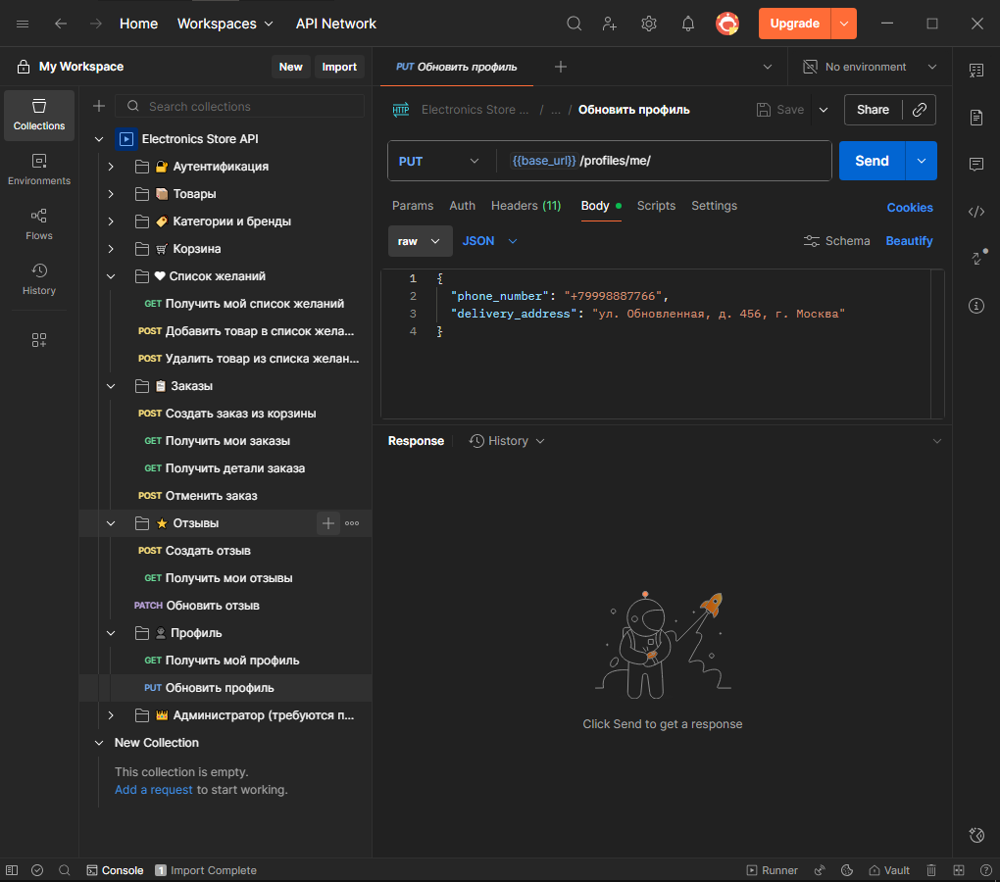 Home Workspaces API Network Upgrade
My Workspace New Import
PUT Обновить профиль No environment
Collections
Environments
Flows
History
Search collections
Electronics Store API
Аутентификация
Товары
Категории и бренды
Корзина
Список желаний
GET Получить мой список желаний
POST Добавить товар в список жела...
POST Удалить товар из списка желан...
Заказы
POST Создать заказ из корзины
GET Получить мои заказы
GET Получить детали заказа
POST Отменить заказ
Отзывы
POST Создать отзыв
GET Получить мои отзывы
PATCH Обновить отзыв
Профиль
GET Получить мой профиль
PUT Обновить профиль
Администратор (требуются п...
New Collection
This collection is empty.
Add a request to start working.
HTTP Electronics Store ... / ... / Обновить профиль Save Share
PUT {{base_url}} /profiles/me/ Send
Params Auth Headers (11) Body Scripts Settings Cookies
raw JSON Schema Beautify
1 {
2 "phone_number": "+79998887766",
3 "delivery_address": "ул. Обновленная, д. 456, г. Москва"
4 }
Response History
Click Send to get a response
Console 1 Import Complete Runner Vault